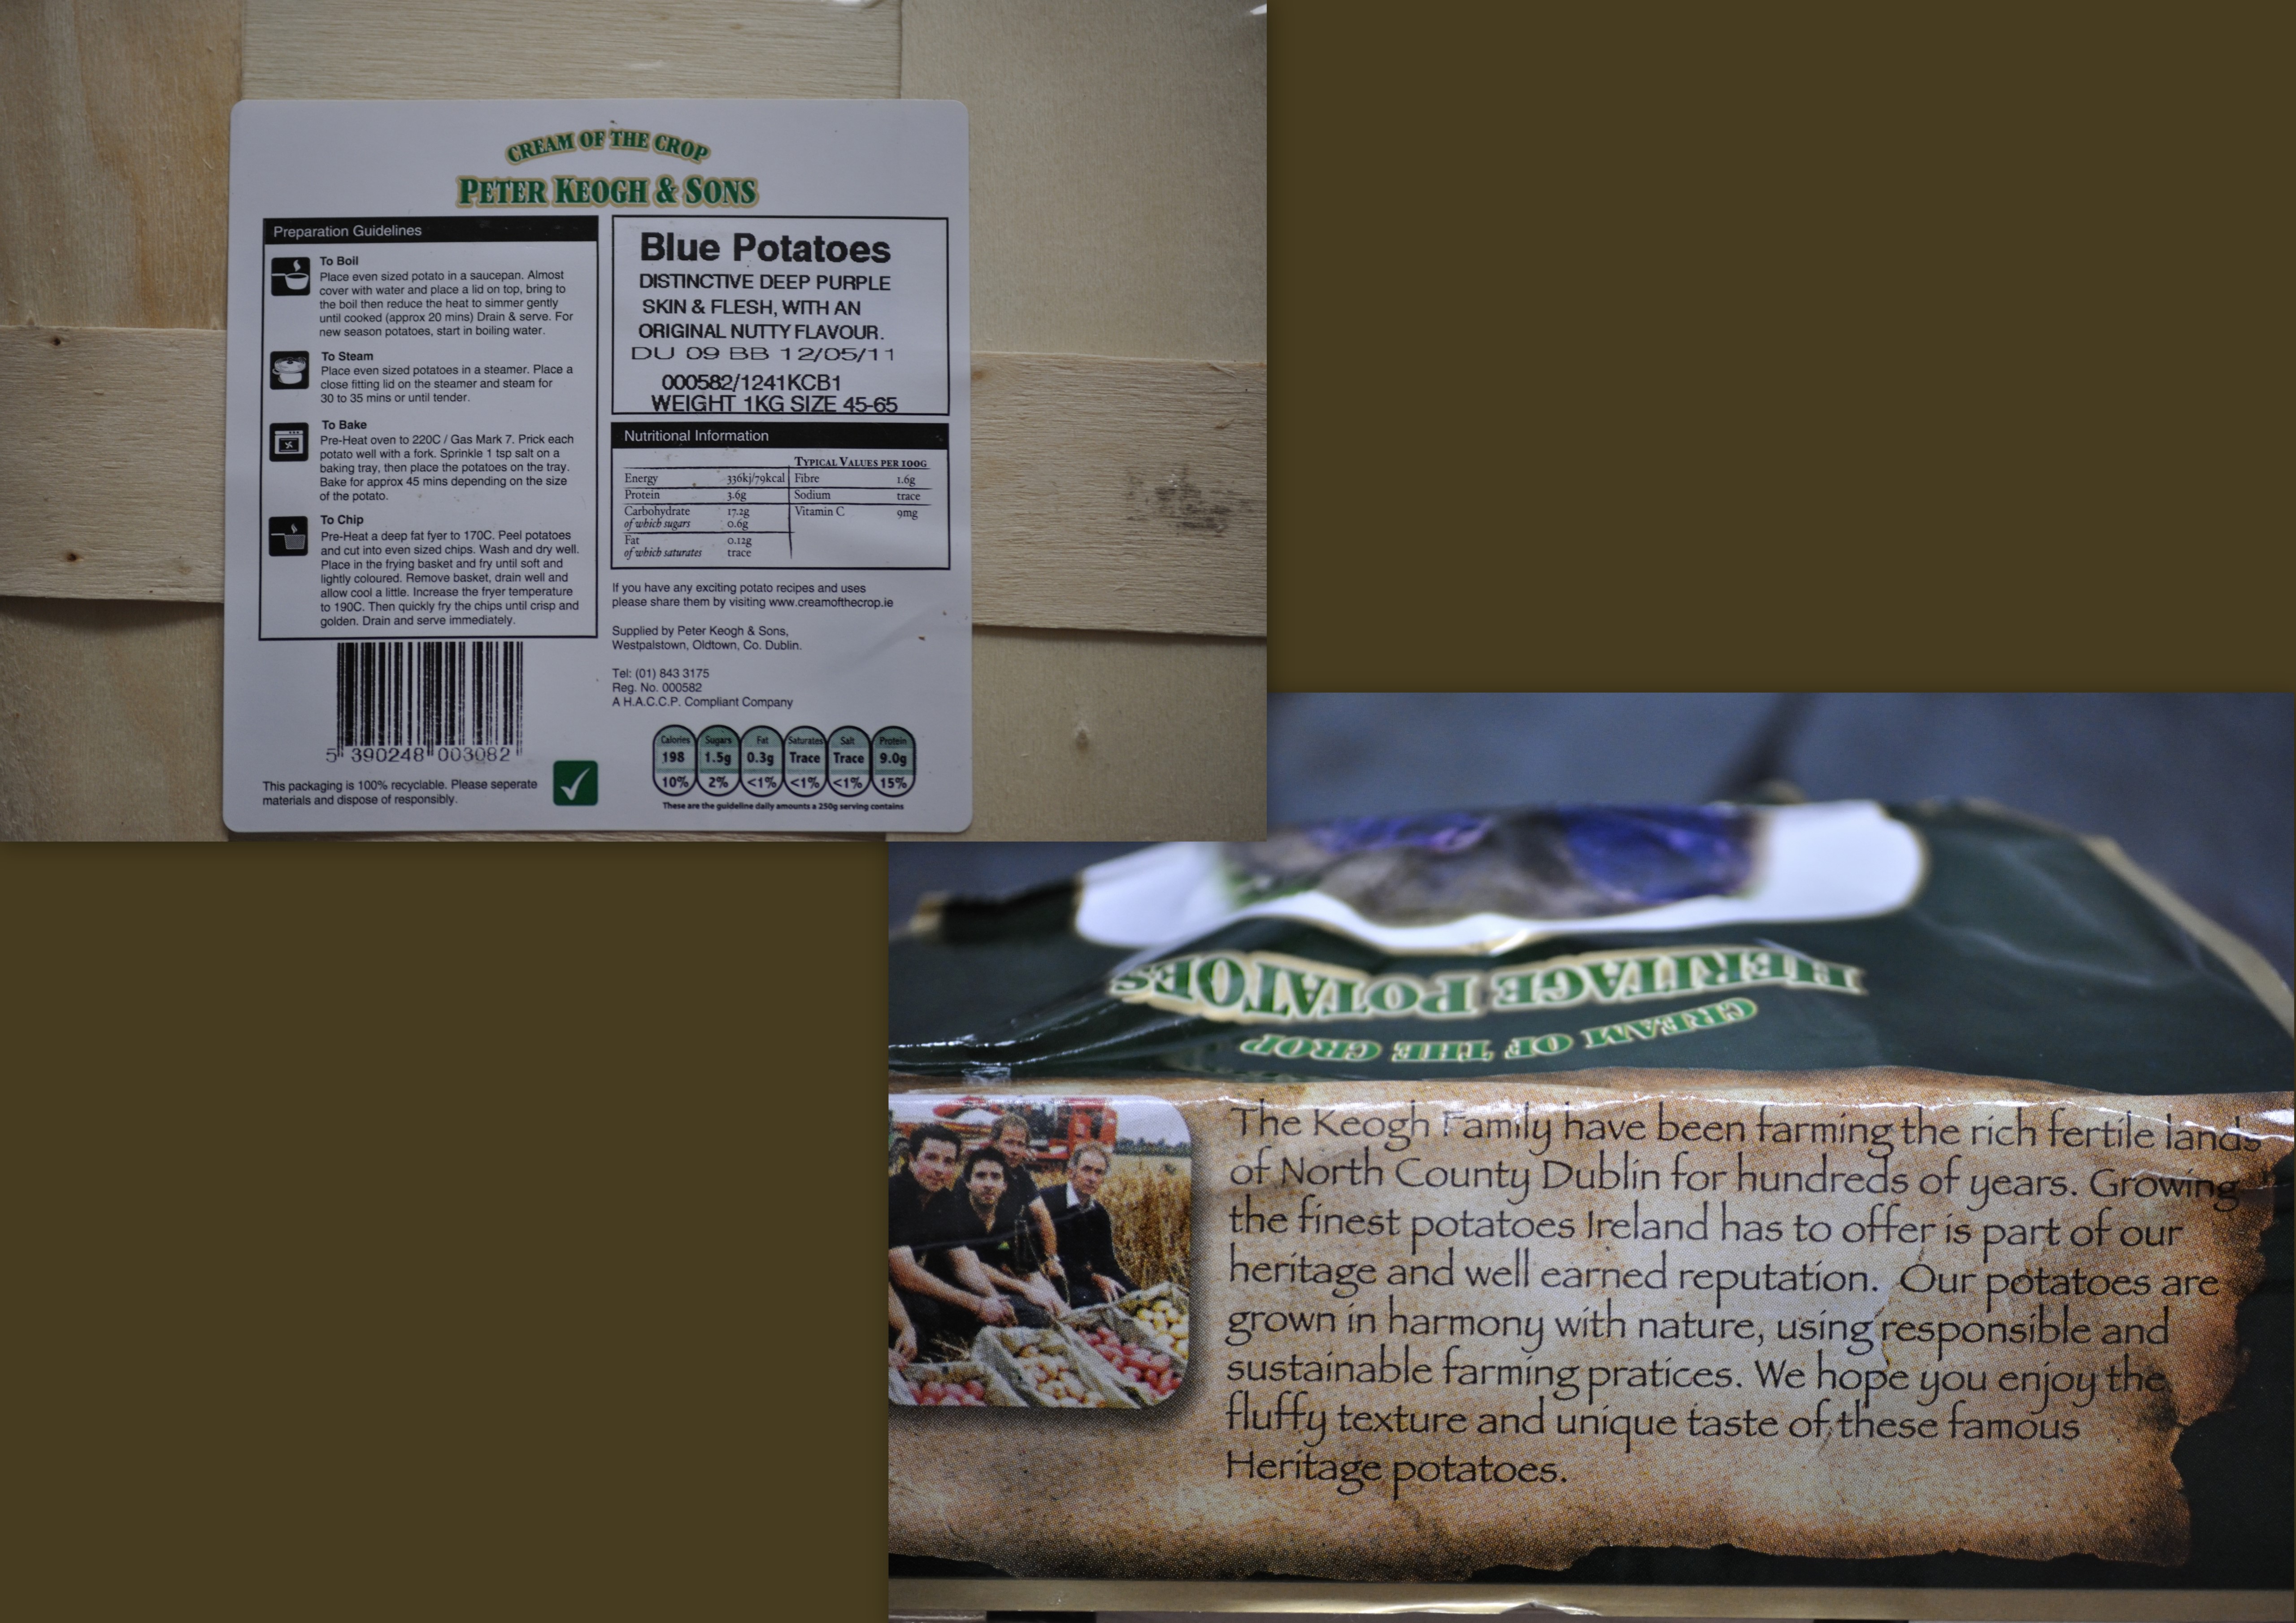 CREAM OF THE CROP
PETER KEOGH & SONS
Preparation Guidelines
To Boil
Place even sized potato in a saucepan. Almost
cover with water and place a lid on top, bring to
the boil then reduce the heat to simmer gently
until cooked (approx 20 mins) Drain & serve. For
new season potatoes, start in boiling water.
To Steam
Place even sized potatoes in a steamer. Place a
close fitting lid on the steamer and steam for
30 to 35 mins or until tender.
To Bake
Pre-Heat oven to 220C / Gas Mark 7. Prick each
potato well with a fork. Sprinkle 1 tsp salt on a
baking tray, then place the potatoes on the tray.
Bake for approx 45 mins depending on the size
of the potato.
To Chip
Pre-Heat a deep fat fyer to 170C. Peel potatoes
and cut into even sized chips. Wash and dry well.
Place in the frying basket and fry until soft and
lightly coloured. Remove basket, drain well and
allow cool a little. Increase the fryer temperature
to 190C. Then quickly fry the chips until crisp and
golden. Drain and serve immediately.
5 390248 003082
This packaging is 100% recyclable. Please seperate
materials and dispose of responsibly.
Blue Potatoes
DISTINCTIVE DEEP PURPLE
SKIN & FLESH, WITH AN
ORIGINAL NUTTY FLAVOUR.
DU 09 BB 12/05/11
000582/1241KCB1
WEIGHT 1KG SIZE 45-65
Nutritional Information
TYPICAL VALUES PER 100G
Energy 336kj/79kcal Fibre 1.6g
Protein 3.6g Sodium trace
Carbohydrate 17.2g Vitamin C 9mg
of which sugars 0.6g
Fat 0.12g
of which saturates trace
If you have any exciting potato recipes and uses
please share them by visiting www.creamofthecrop.ie
Supplied by Peter Keogh & Sons,
Westpalstown, Oldtown, Co. Dublin.
Tel: (01) 843 3175
Reg. No. 000582
A H.A.C.C.P. Compliant Company
Calories Sugars Fat Saturates Salt Protein
198 1.5g 0.3g Trace Trace 9.0g
10% 2% <1% <1% <1% 15%
These are the guideline daily amounts a 250g serving contains
CREAM OF THE CROP
HERITAGE POTATOES
The Keogh Family have been farming the rich fertile lands
of North County Dublin for hundreds of years. Growing
the finest potatoes Ireland has to offer is part of our
heritage and well earned reputation. Our potatoes are
grown in harmony with nature, using responsible and
sustainable farming pratices. We hope you enjoy the
fluffy texture and unique taste of these famous
Heritage potatoes.